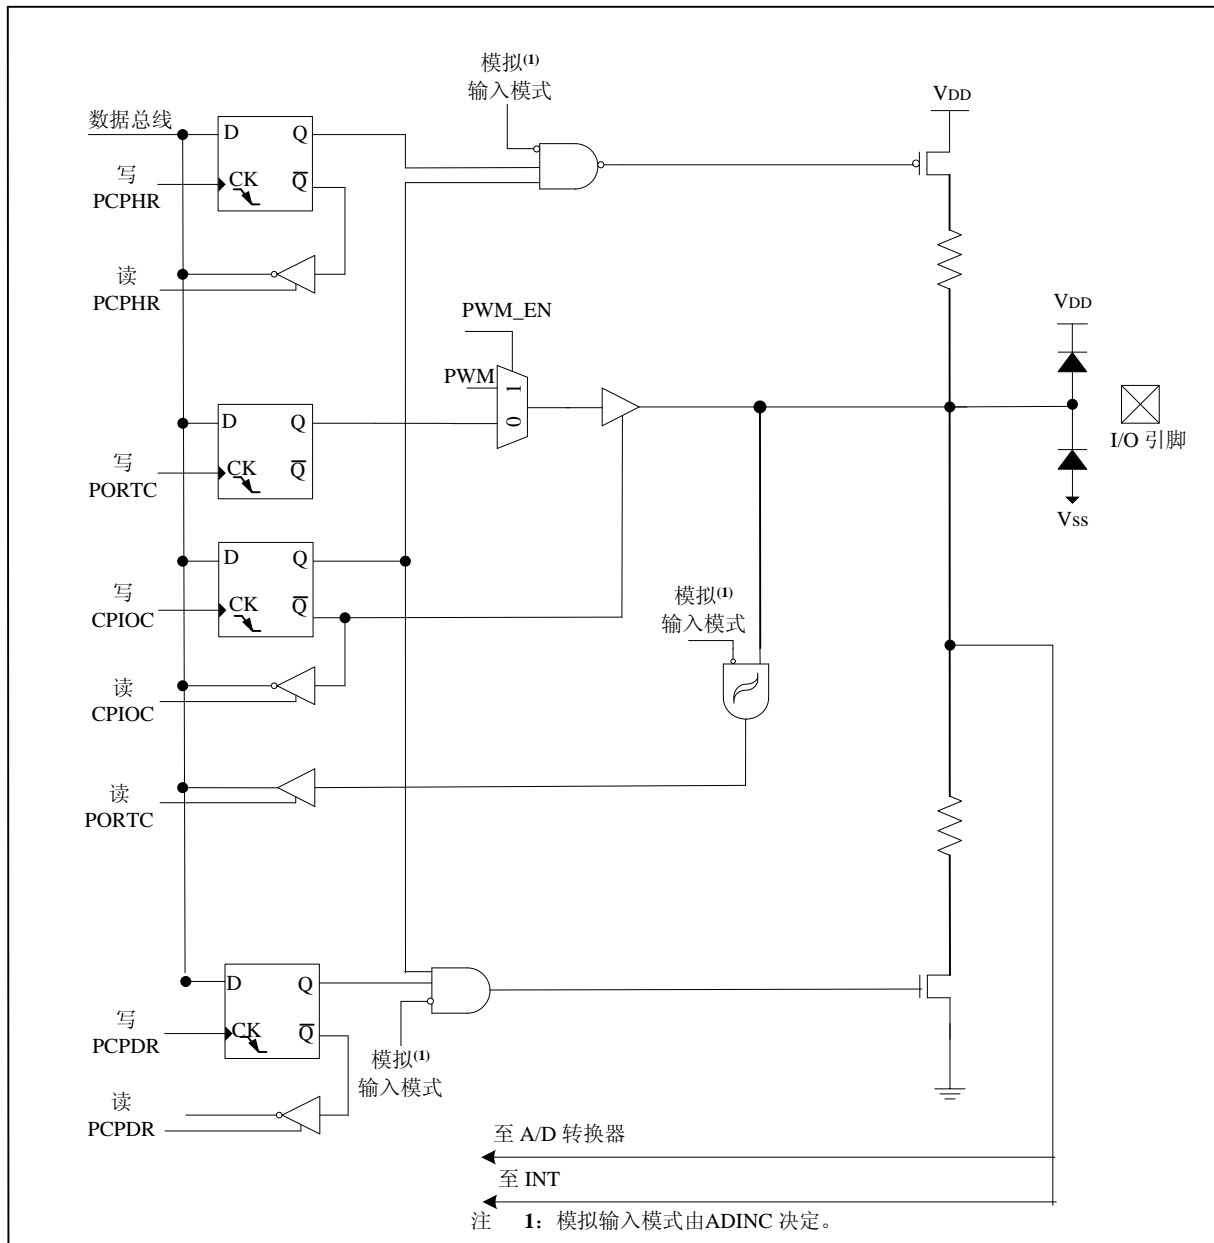 模拟(1)
输入模式
VDD
数据总线
D Q
写
PCPHR
CK Q
读
PCPHR
PWM_EN
VDD
PWM
0 1
D Q
I/O 引脚
写
PORTC
CK Q
VSS
D Q
写
CPIOC
CK Q
模拟(1)
输入模式
读
CPIOC
读
PORTC
D Q
写
PCPDR
CK Q
模拟(1)
输入模式
读
PCPDR
至 A/D 转换器
至 INT
注 1：模拟输入模式由ADINC 决定。